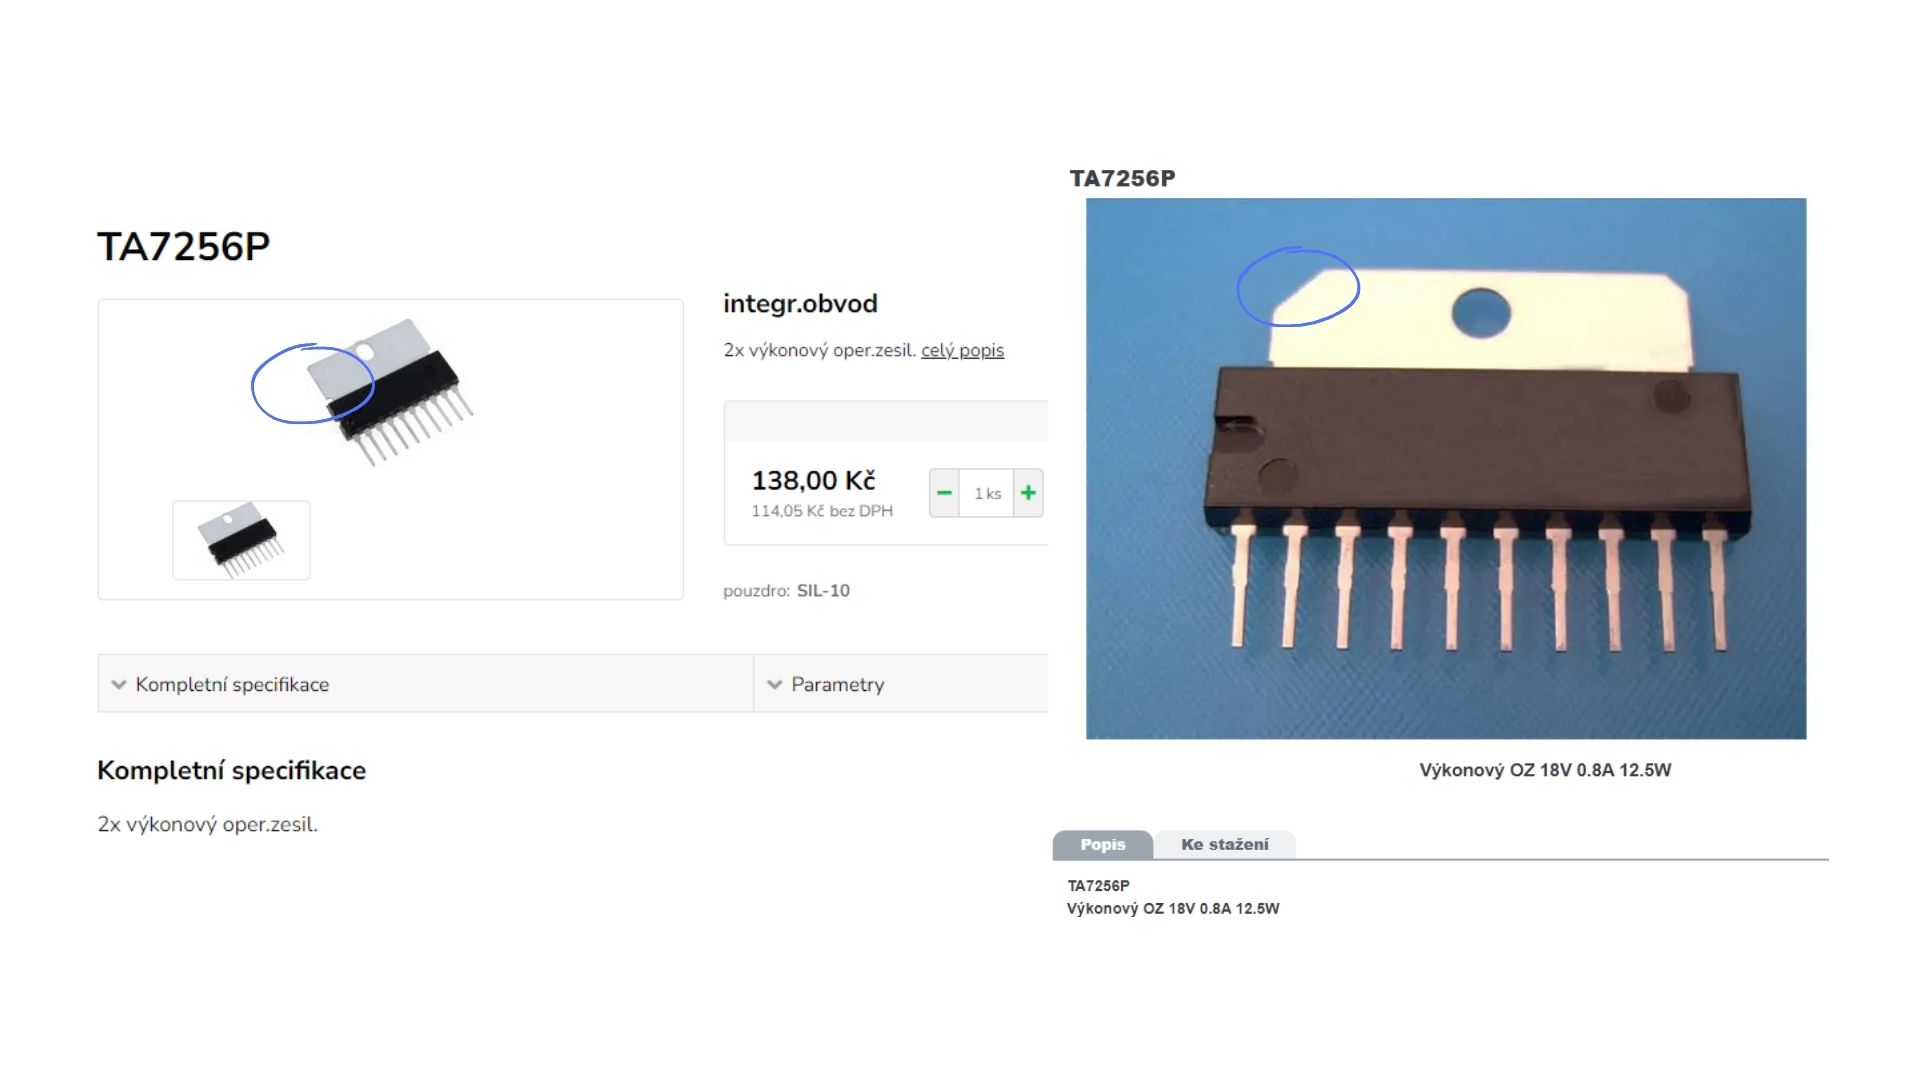 TA7256P
integr.obvod
2x výkonový oper.zesil. celý popis
138,00 Kč
114,05 Kč bez DPH
− 1 ks +
pouzdro: SIL-10
Kompletní specifikace
Parametry
Kompletní specifikace
2x výkonový oper.zesil.
TA7256P
Výkonový OZ 18V 0.8A 12.5W
Popis
Ke stažení
TA7256P
Výkonový OZ 18V 0.8A 12.5W